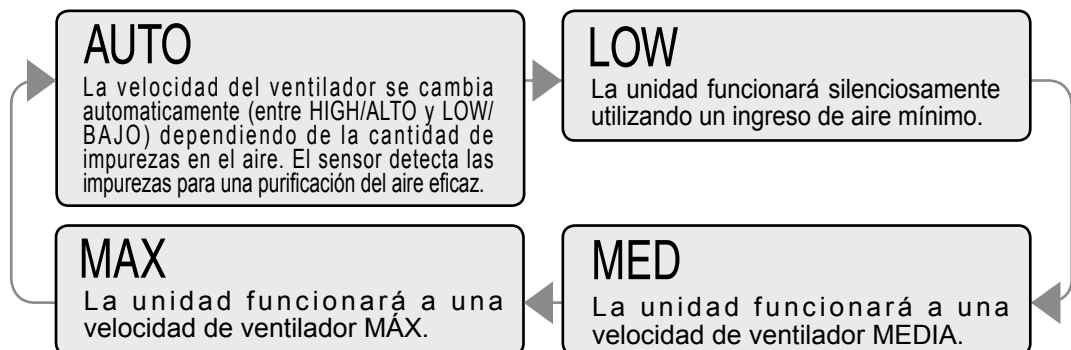 AUTO
La velocidad del ventilador se cambia
automaticamente (entre HIGH/ALTO y LOW/
BAJO) dependiendo de la cantidad de
impurezas en el aire. El sensor detecta las
impurezas para una purificación del aire eficaz.
LOW
La unidad funcionará silenciosamente
utilizando un ingreso de aire mínimo.
MAX
La unidad funcionará a una
velocidad de ventilador MÁX.
MED
La unidad funcionará a una
velocidad de ventilador MEDIA.